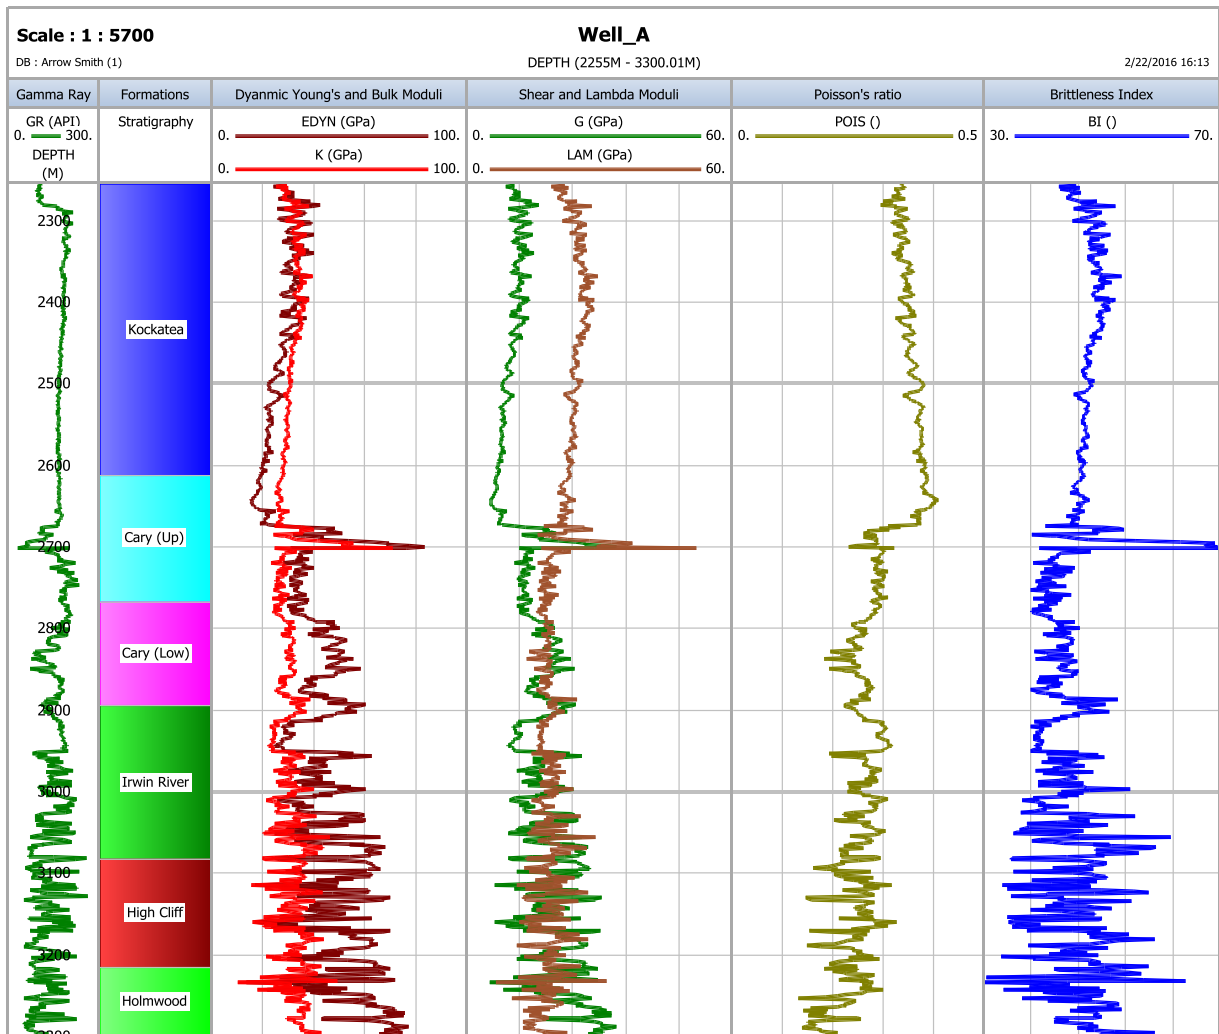 Scale : 1 : 5700
Well_A
DB : Arrow Smith (1)
DEPTH (2255M - 3300.01M)
2/22/2016 16:13
Gamma Ray
Formations
Dyanmic Young's and Bulk Moduli
Shear and Lambda Moduli
Poisson's ratio
Brittleness Index
GR (API)
0. 300.
DEPTH
(M)
Stratigraphy
EDYN (GPa)
0. 100.
K (GPa)
0. 100.
G (GPa)
0. 60.
LAM (GPa)
0. 60.
POIS ()
0. 0.5
BI ()
30. 70.
2300
2400
Kockatea
2500
2600
Cary (Up)
2700
2800
Cary (Low)
2900
Irwin River
3000
3100
High Cliff
3200
Holmwood